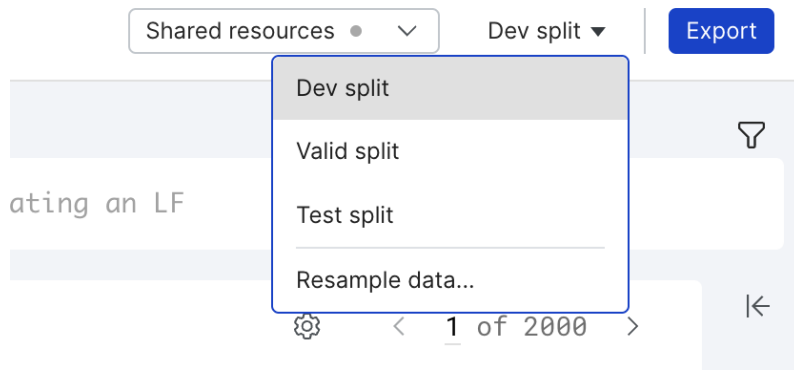 Shared resources
Dev split
Export
Dev split
Valid split
ating an LF
Test split
Resample data...
1 of 2000